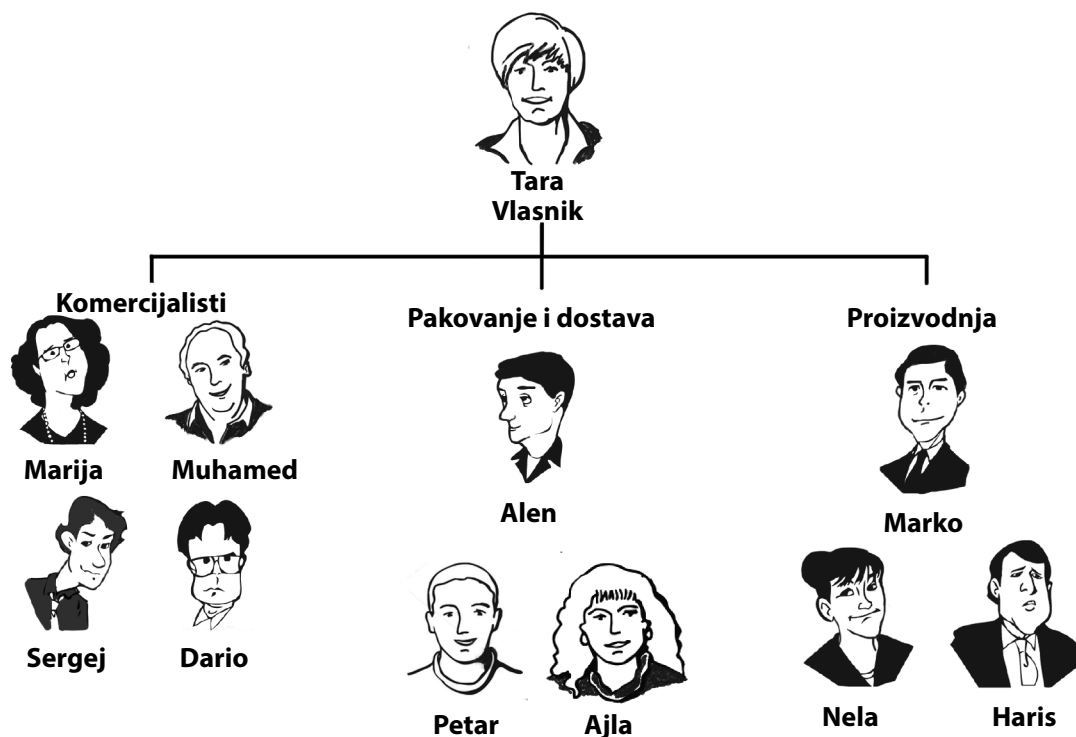 Tara
Vlasnik
Komercijalisti
Pakovanje i dostava
Proizvodnja
Marija
Muhamed
Alen
Marko
Sergej
Dario
Petar
Ajla
Nela
Haris